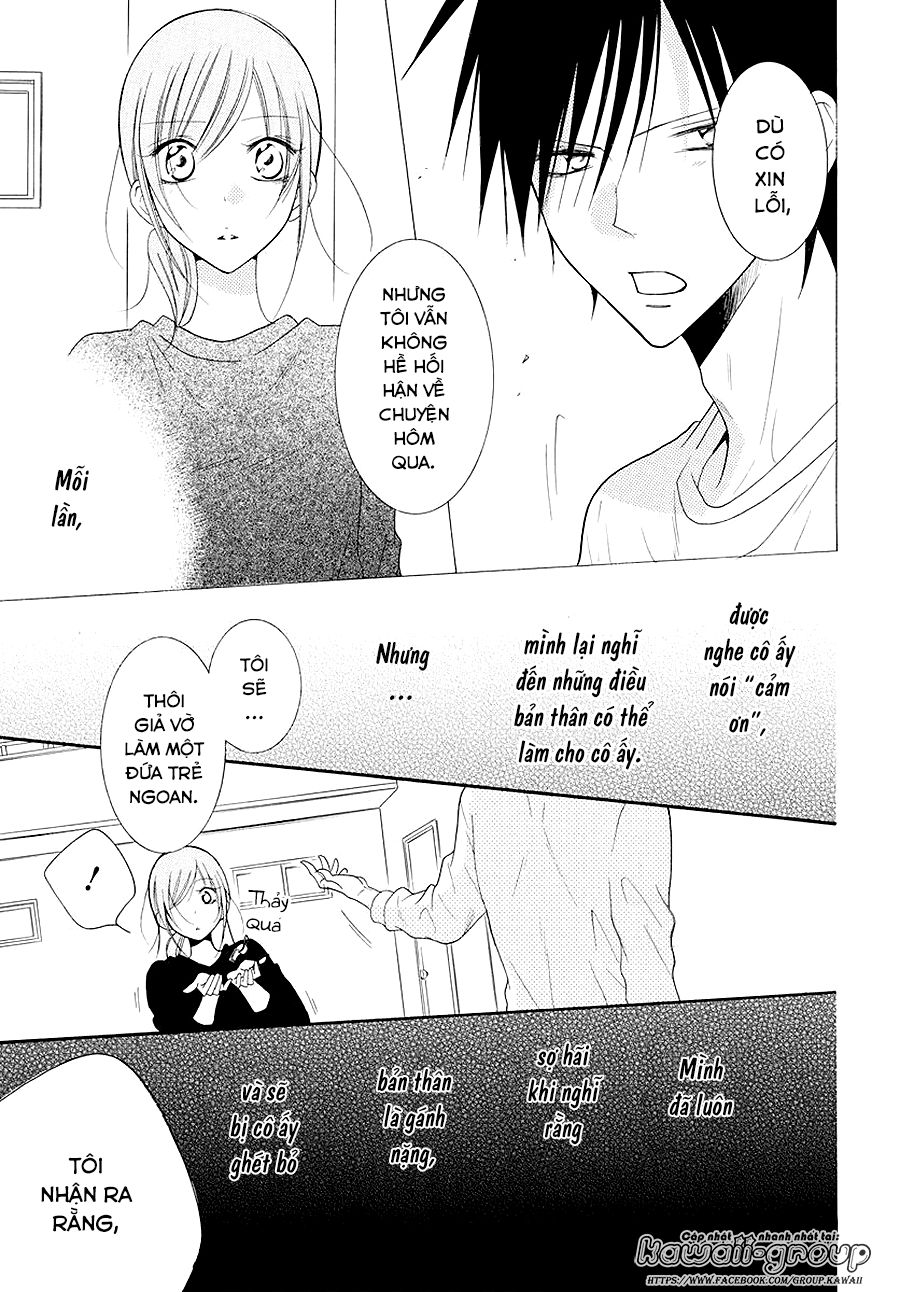 DÙ
CÓ
XIN
LỖI,
NHƯNG
TÔI VẪN
KHÔNG
HỀ HỐI
HẬN VỀ
CHUYỆN
HÔM
QUA.
Mỗi
lần,
được
nghe cô ấy
nói “cảm
ơn”,
mình lại nghĩ
đến những điều
bản thân có thể
làm cho cô ấy.
Nhưng
...
TÔI
SẼ
...
THÔI
GIẢ VỜ
LÀM MỘT
ĐỨA TRẺ
NGOAN.
Thảy
Quá
!
Mình
đã luôn
sợ hãi
khi nghĩ
rằng
bản thân
là gánh
nặng,
và sẽ
bị cô ấy
ghét bỏ
TÔI
NHẬN RA
RẰNG,
Cập nhật nhanh nhất tại:
kawaii-group
HTTPS://WWW.FACEBOOK.COM/GROUP.KAWAII